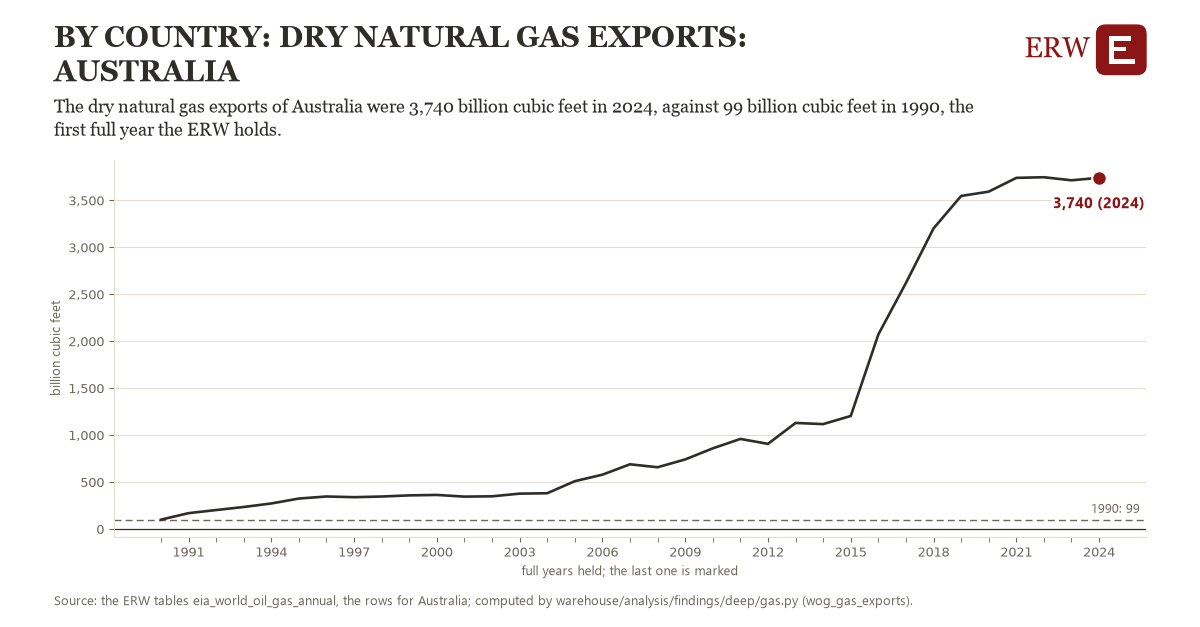 BY COUNTRY: DRY NATURAL GAS EXPORTS:
AUSTRALIA
ERW E
The dry natural gas exports of Australia were 3,740 billion cubic feet in 2024, against 99 billion cubic feet in 1990, the
first full year the ERW holds.
billion cubic feet
3,500
3,000
2,500
2,000
1,500
1,000
500
0
3,740 (2024)
1990: 99
1991 1994 1997 2000 2003 2006 2009 2012 2015 2018 2021 2024
full years held; the last one is marked
Source: the ERW tables eia_world_oil_gas_annual, the rows for Australia; computed by warehouse/analysis/findings/deep/gas.py (wog_gas_exports).